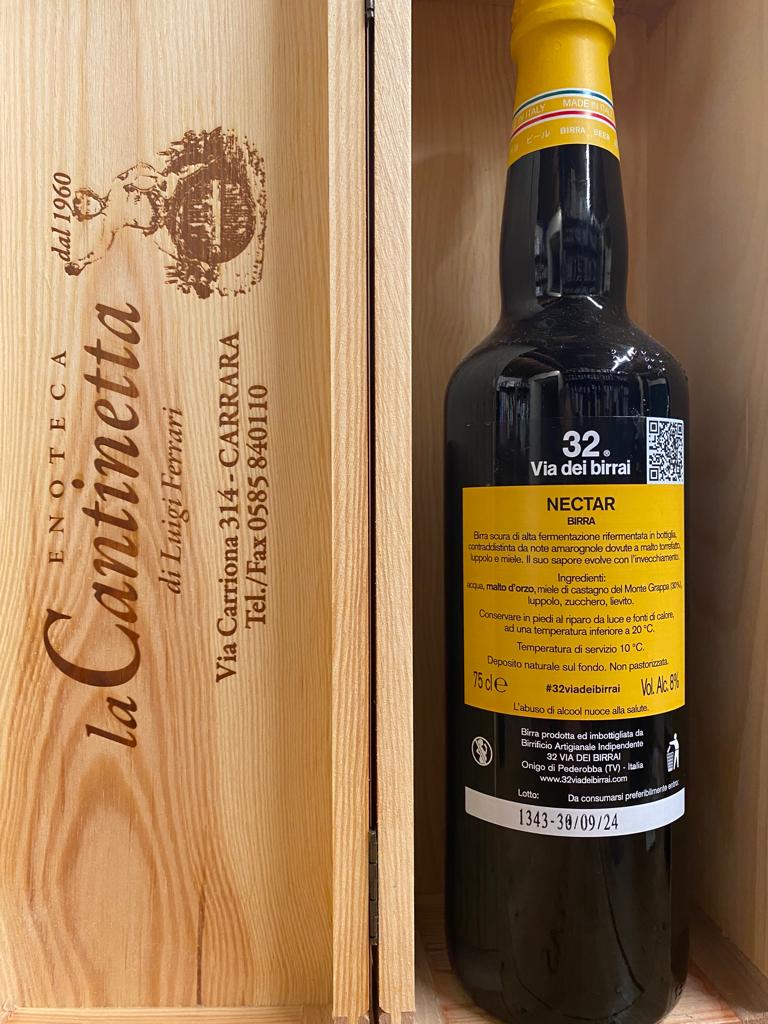 dal 1960
ENOTECA
la Cantinetta
di Luigi Ferrari
Via Carriona 314 - CARRARA
Tel./Fax 0585 840110
ITALY MADE IN ITALY
ビール BIRRA BEER
32®
Via dei birrai
NECTAR
BIRRA
Birra scura di alta fermentazione rifermentata in bottiglia,
contraddistinta da note amarognole dovute a malto torrefatto,
luppolo e miele. Il suo sapore evolve con l'invecchiamento.
Ingredienti:
acqua, malto d'orzo, miele di castagno del Monte Grappa
luppolo, zucchero, lievito.
Conservare in piedi al riparo da luce e fonti di calore,
ad una temperatura inferiore a 20 °C.
Temperatura di servizio 10 °C.
Deposito naturale sul fondo. Non pastorizzata.
75 cl ℮ #32viadeibirrai Vol. Alc. 8%
L'abuso di alcool nuoce alla salute.
Birra prodotta ed imbottigliata da
Birrificio Artigianale Indipendente
32 VIA DEI BIRRAI
Onigo di Pederobba (TV) - Italia
www.32viadeibirrai.com
Lotto: Da consumarsi preferibilmente entro:
1343-30/09/24